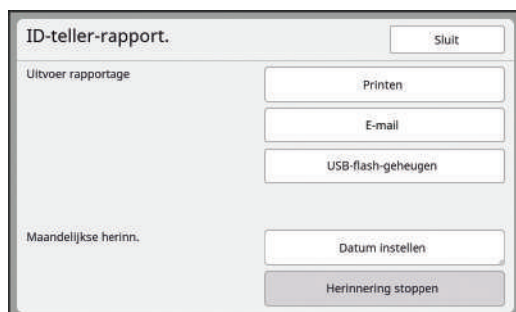 ID-teller-rapport.
Sluit
Uitvoer rapportage
Printen
E-mail
USB-flash-geheugen
Maandelijkse herinn.
Datum instellen
Herinnering stoppen